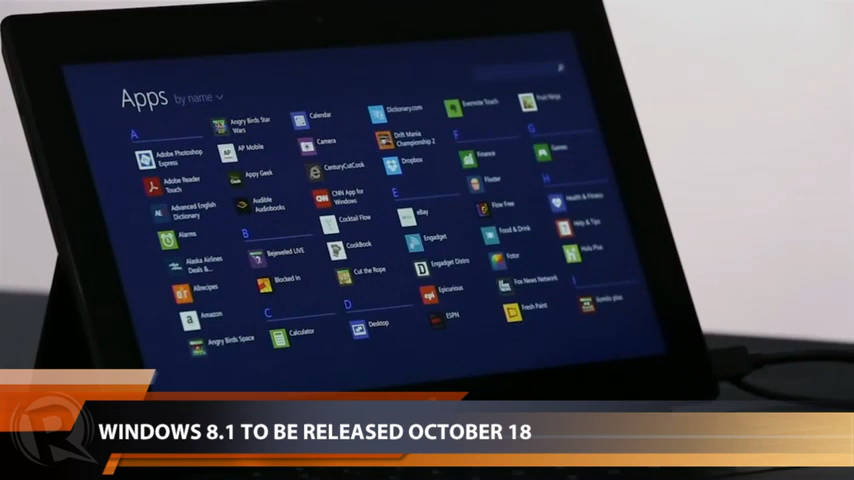 Apps by name
A
Adobe Photoshop
Express
Adobe Reader
Touch
Advanced English
Dictionary
Alarms
Alaska Airlines
Deals &...
Allrecipes
Amazon
Angry Birds Space
Angry Birds Star
Wars
AP Mobile
Appy Geek
Audible
Audiobooks
B
Bejeweled LIVE
Blocked In
C
Calculator
Calendar
Camera
CenturyCutCook
CNN App for
Windows
Cocktail Flow
CookBook
Cut the Rope
D
Desktop
Dictionary.com
Drift Mania
Championship 2
Dropbox
E
eBay
Engadget
Engadget Distro
Epicurious
ESPN
Evernote Touch
F
Finance
Flixster
Flow Free
Food & Drink
Fotor
Fox News Network
Fresh Paint
Fruit Ninja
G
Games
H
Health & Fitness
Help & Tips
Hulu Plus
I
WINDOWS 8.1 TO BE RELEASED OCTOBER 18